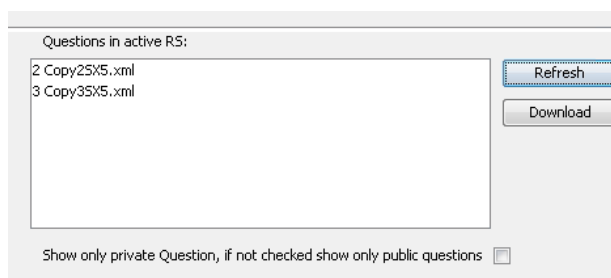 Questions in active RS:
2 Copy2SX5.xml
3 Copy3SX5.xml
Refresh
Download
Show only private Question, if not checked show only public questions